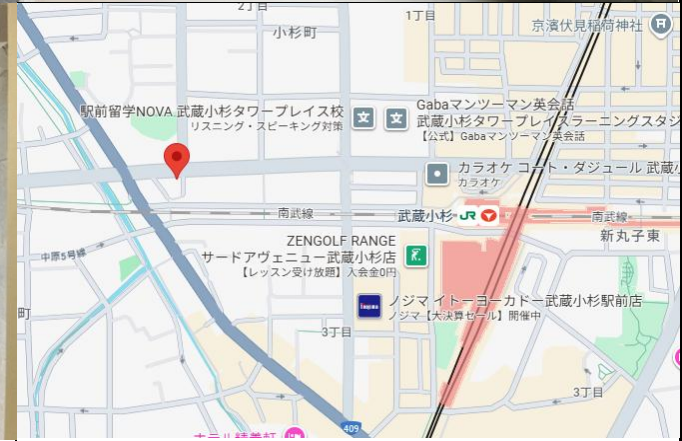 2丁目
1丁目
小杉町
京濱伏見稲荷神社
駅前留学NOVA 武蔵小杉タワープレイス校
リスニング・スピーキング対策
Gabaマンツーマン英会話
武蔵小杉タワープレイスラーニングスタジ
【公式】Gabaマンツーマン英会話
カラオケ コート・ダジュール 武蔵小
カラオケ
南武線
武蔵小杉
JR
南武線
新丸子東
ZENGOLF RANGE
サードアヴェニュー武蔵小杉店
【レッスン受け放題】入会金0円
中原5号線
町
ノジマ イトーヨーカドー武蔵小杉駅前店
ノジマ【大決算セール】開催中
3丁目
3丁目
409
ホテル精養軒